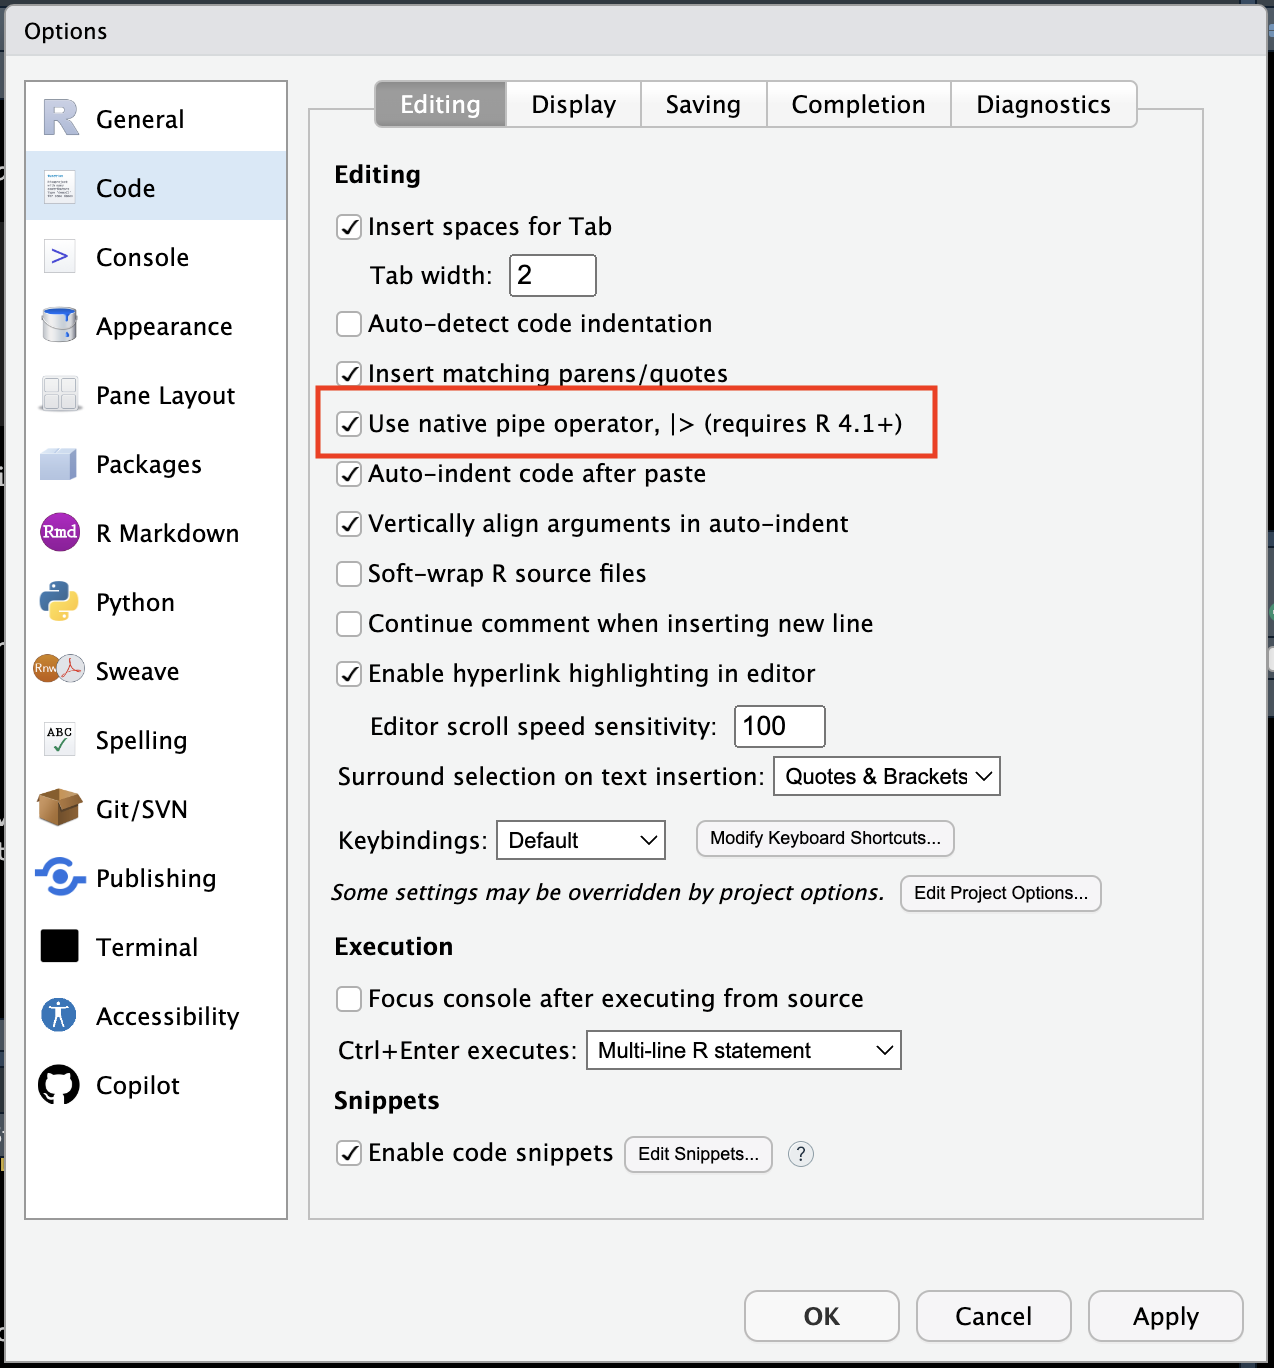 Options
General
Code
Console
Appearance
Pane Layout
Packages
Rmd
R Markdown
Python
Rnw
Sweave
ABC
Spelling
Git/SVN
Publishing
Terminal
Accessibility
Copilot
Editing Display Saving Completion Diagnostics
Editing
Insert spaces for Tab
Tab width: 2
Auto-detect code indentation
Insert matching parens/quotes
Use native pipe operator, |> (requires R 4.1+)
Auto-indent code after paste
Vertically align arguments in auto-indent
Soft-wrap R source files
Continue comment when inserting new line
Enable hyperlink highlighting in editor
Editor scroll speed sensitivity: 100
Surround selection on text insertion: Quotes & Brackets
Keybindings: Default Modify Keyboard Shortcuts...
Some settings may be overridden by project options. Edit Project Options...
Execution
Focus console after executing from source
Ctrl+Enter executes: Multi-line R statement
Snippets
Enable code snippets Edit Snippets... ?
OK Cancel Apply